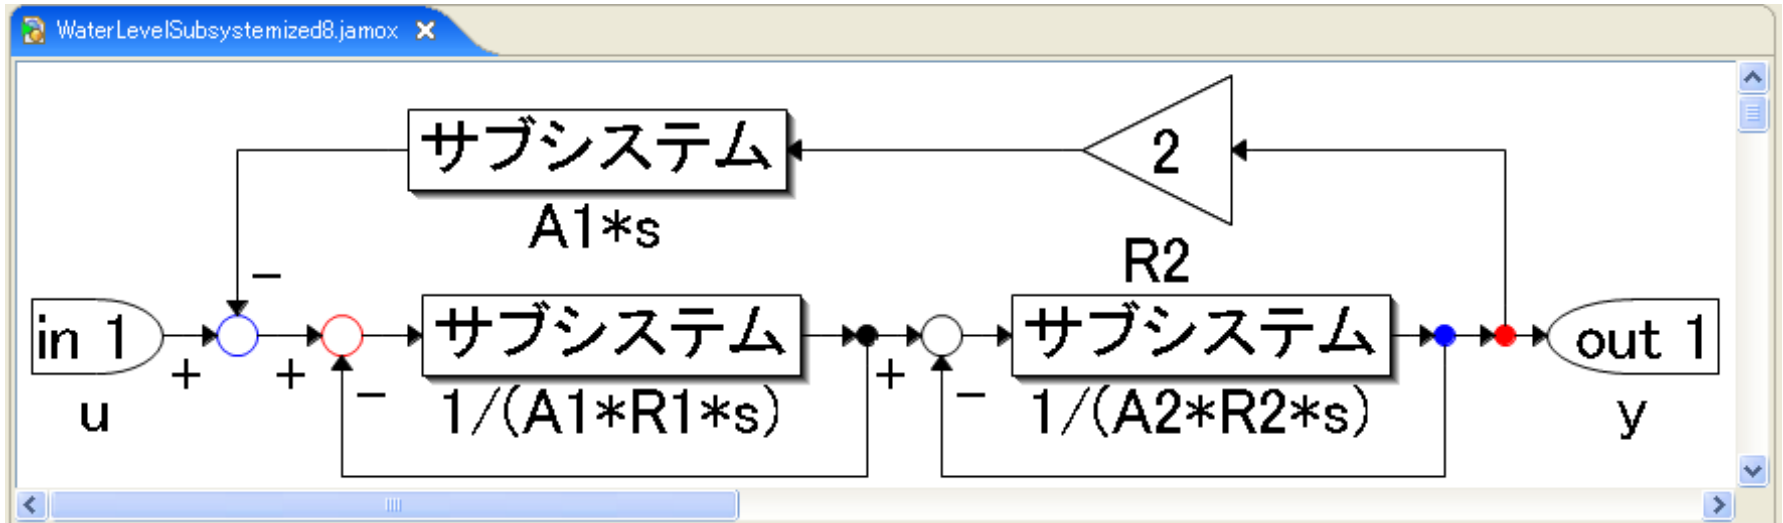 WaterLevelSubsystemized8.jamox
サブシステム
2
A1*s
R2
−
in 1
サブシステム
サブシステム
out 1
+
+
−
+
−
u
1/(A1*R1*s)
1/(A2*R2*s)
y